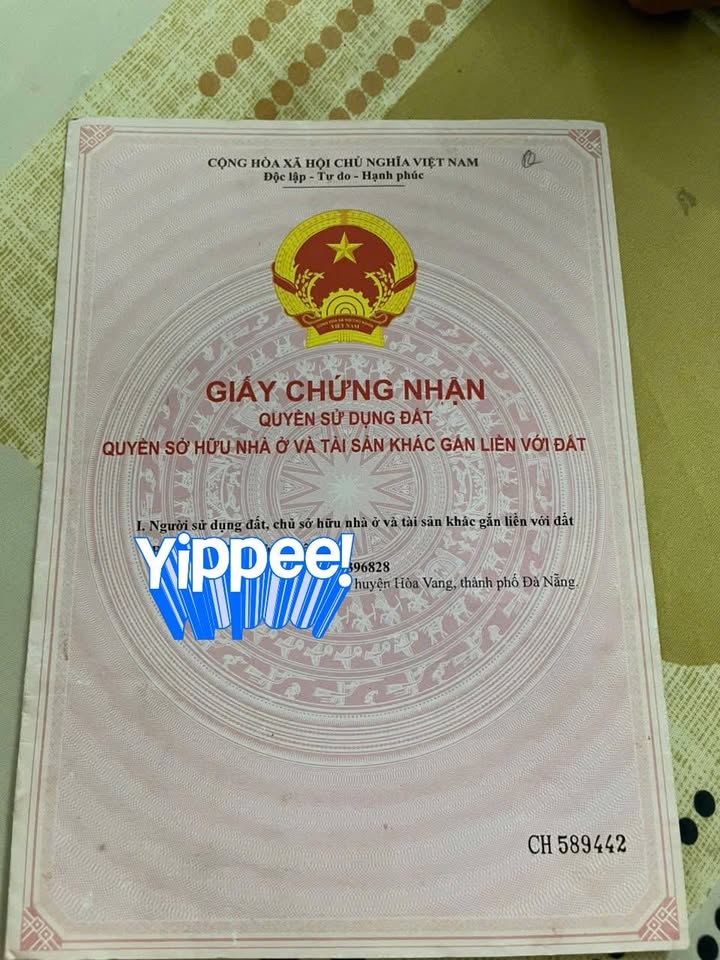 CỘNG HÒA XÃ HỘI CHỦ NGHĨA VIỆT NAM
Độc lập - Tự do - Hạnh phúc
VIỆT NAM
GIẤY CHỨNG NHẬN
QUYỀN SỬ DỤNG ĐẤT
QUYỀN SỞ HỮU NHÀ Ở VÀ TÀI SẢN KHÁC GẮN LIỀN VỚI ĐẤT
I. Người sử dụng đất, chủ sở hữu nhà ở và tài sản khác gắn liền với đất
Yippee!
396828
huyện Hòa Vang, thành phố Đà Nẵng.
CH 589442